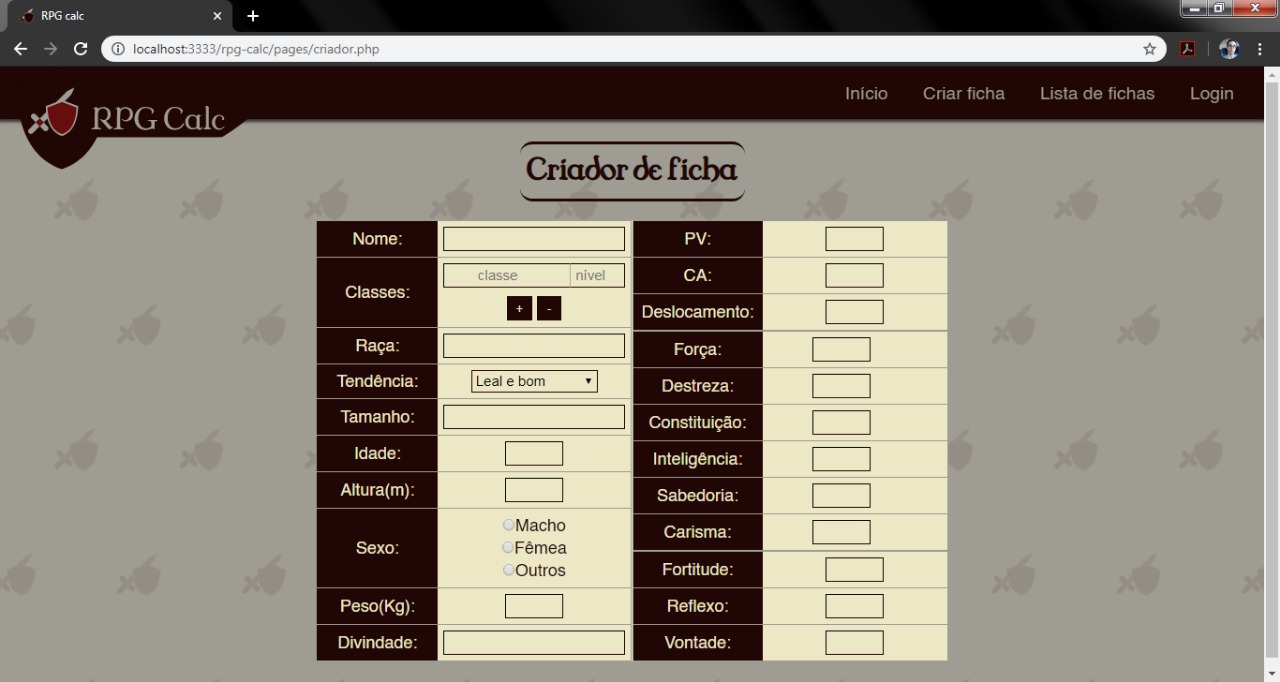 RPG calc
localhost:3333/rpg-calc/pages/criador.php
Início Criar ficha Lista de fichas Login
RPG Calc
Criador de ficha
Nome:
Classes: classe nível
+ -
Raça:
Tendência: Leal e bom
Tamanho:
Idade:
Altura(m):
Sexo:
Macho
Fêmea
Outros
Peso(Kg):
Divindade:
PV:
CA:
Deslocamento:
Força:
Destreza:
Constituição:
Inteligência:
Sabedoria:
Carisma:
Fortitude:
Reflexo:
Vontade: